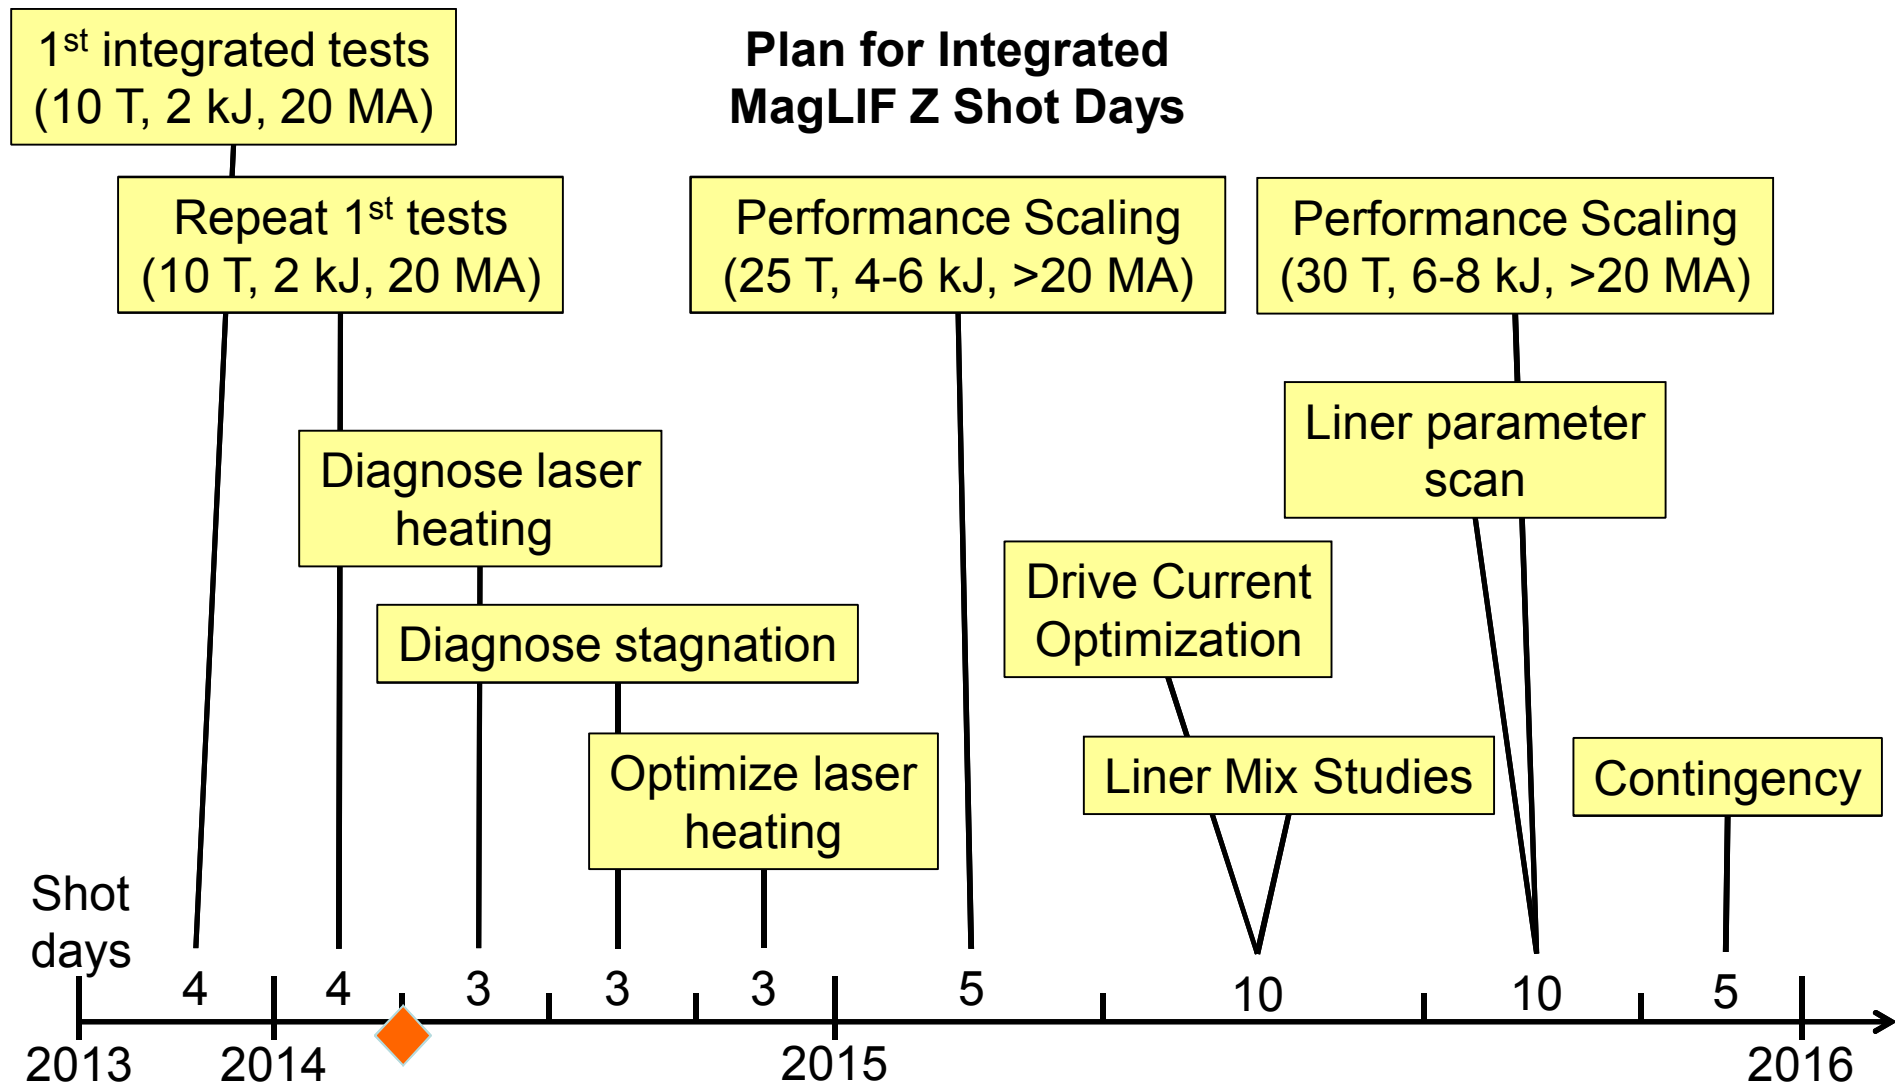 1st integrated tests
(10 T, 2 kJ, 20 MA)
Plan for Integrated
MagLIF Z Shot Days
Repeat 1st tests
(10 T, 2 kJ, 20 MA)
Performance Scaling
(25 T, 4-6 kJ, >20 MA)
Performance Scaling
(30 T, 6-8 kJ, >20 MA)
Liner parameter
scan
Diagnose laser
heating
Drive Current
Optimization
Diagnose stagnation
Optimize laser
heating
Liner Mix Studies
Contingency
Shot
days
4 4 3 3 3 5 10 10 5
2013 2014 2015 2016